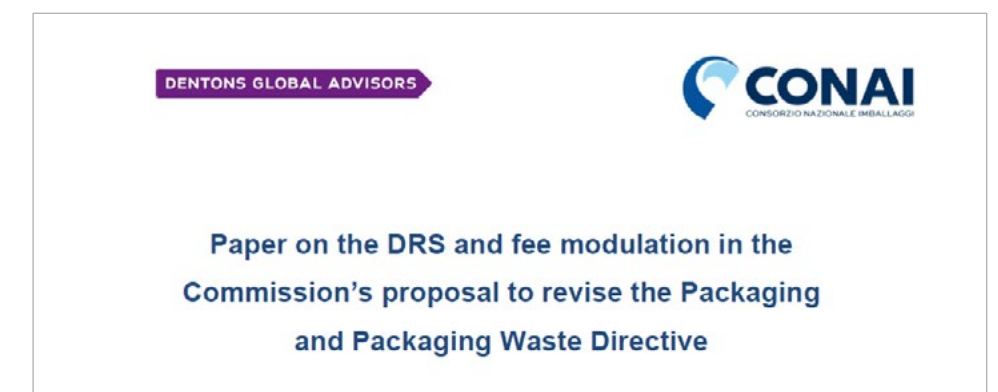 DENTONS GLOBAL ADVISORS
CONAI
CONSORZIO NAZIONALE IMBALLAGGI
Paper on the DRS and fee modulation in the
Commission’s proposal to revise the Packaging
and Packaging Waste Directive